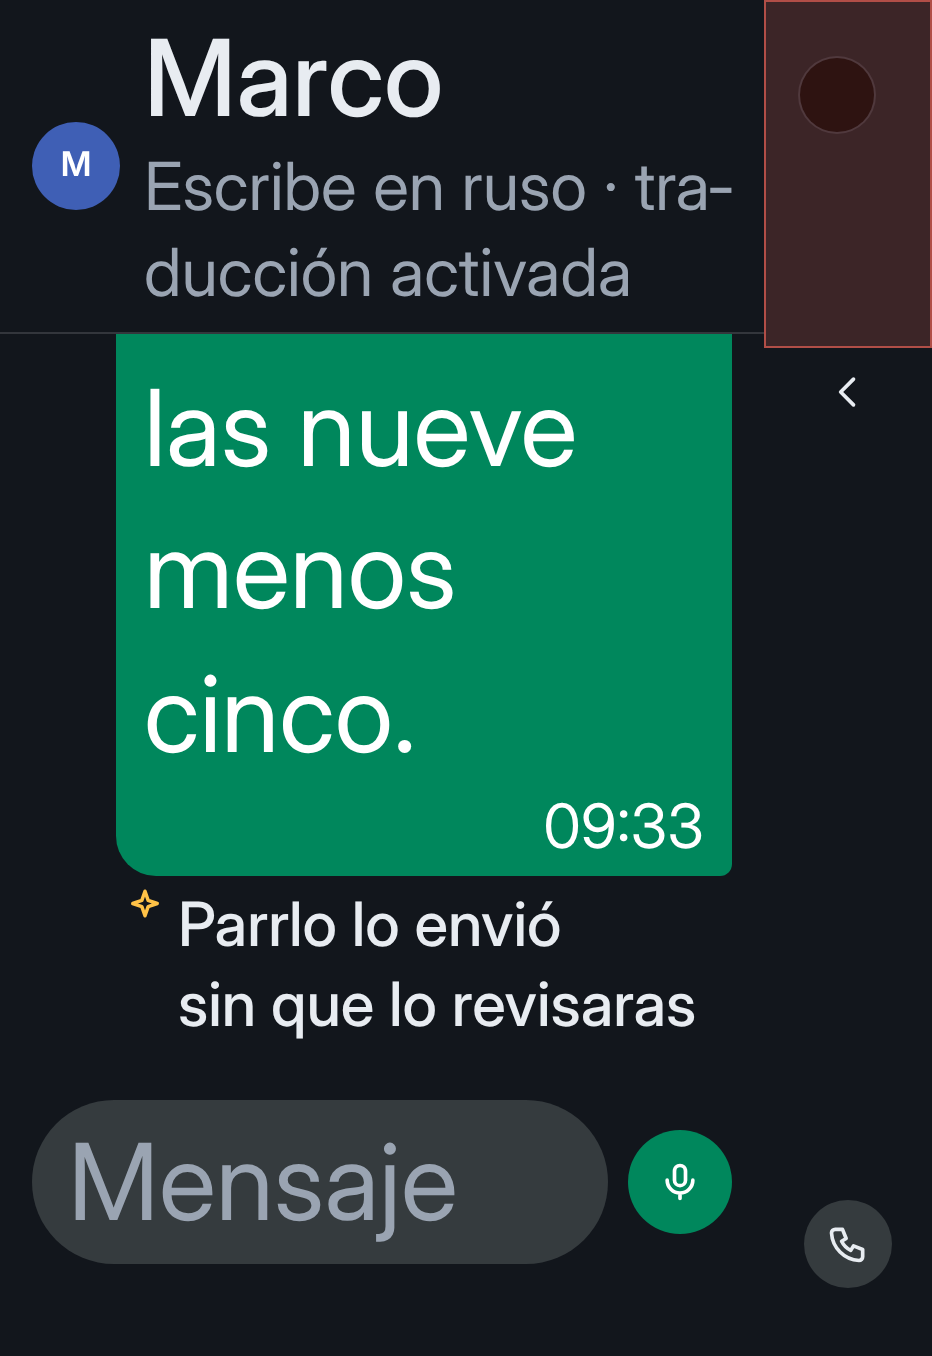 Marco
M
Escribe en ruso · tra-
ducción activada
las nueve
menos
cinco.
09:33
Parrlo lo envió
sin que lo revisaras
Mensaje